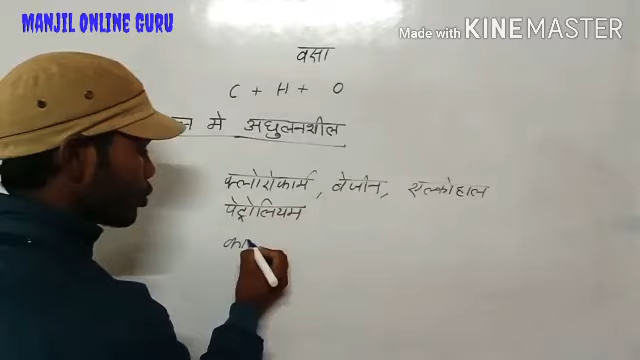 MANJIL ONLINE GURU
Made with KINEMASTER
वसा
C + H + O
में अघुलनशील
क्लोरोफार्म, बेजीन, एल्कोहाल
पेट्रोलियम
का